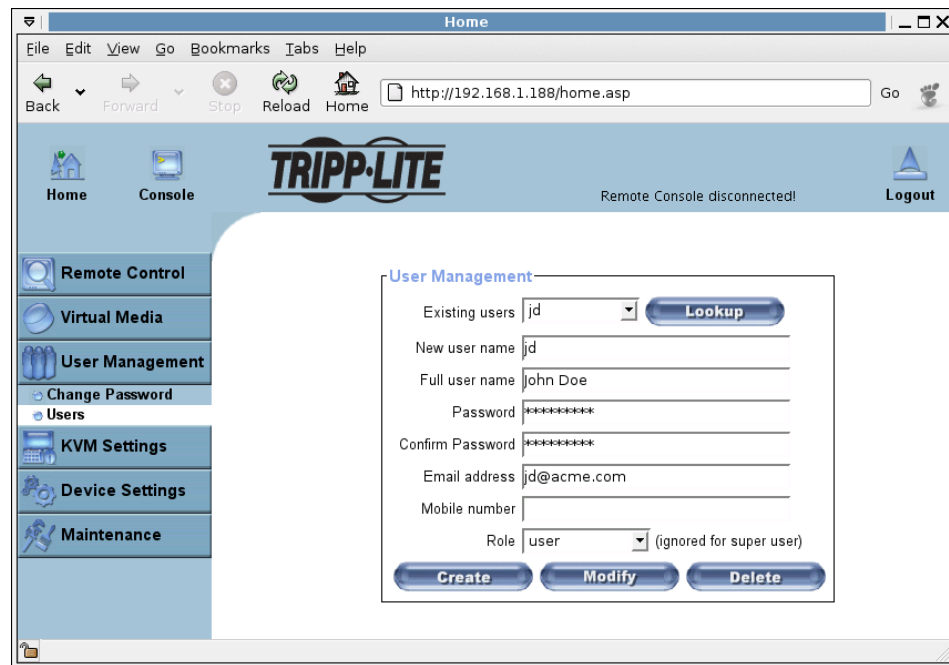 Home
File Edit View Go Bookmarks Tabs Help
Back Forward Stop Reload Home http://192.168.1.188/home.asp Go
TRIPP·LITE
Home Console Remote Console disconnected! Logout
Remote Control
Virtual Media
User Management
Change Password
Users
KVM Settings
Device Settings
Maintenance
User Management
Existing users jd Lookup
New user name jd
Full user name John Doe
Password *********
Confirm Password *********
Email address jd@acme.com
Mobile number
Role user (ignored for super user)
Create Modify Delete